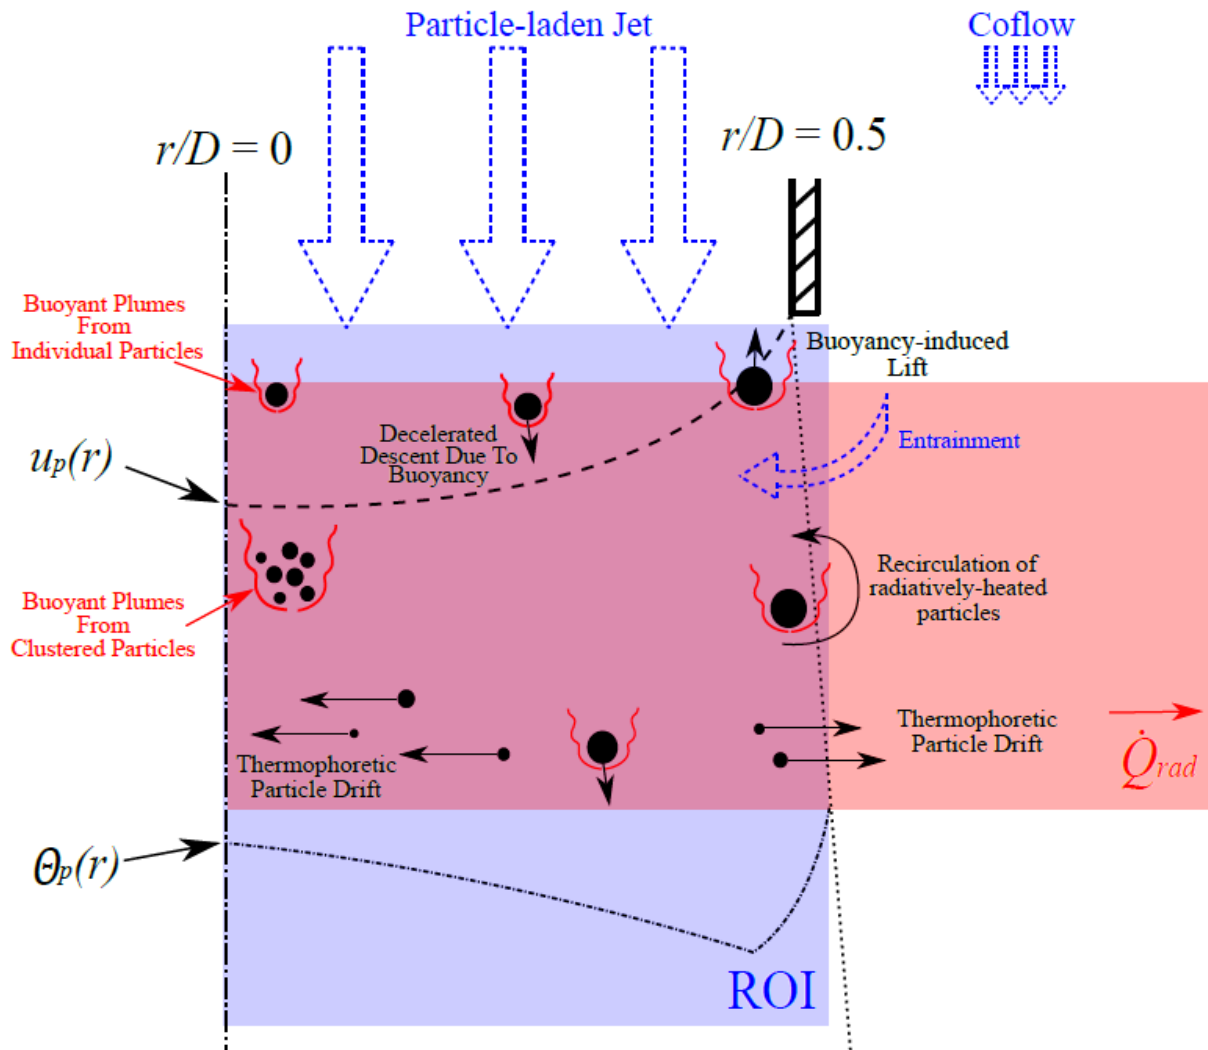 Particle-laden Jet
Coflow
r/D = 0
r/D = 0.5
Buoyant Plumes
From
Individual Particles
Buoyancy-induced
Lift
Decelerated
Descent Due To
Buoyancy
Entrainment
u_p(r)
Recirculation of
radiatively-heated
particles
Buoyant Plumes
From
Clustered Particles
Thermophoretic
Particle Drift
Thermophoretic
Particle Drift
Q̇_rad
Θ_p(r)
ROI